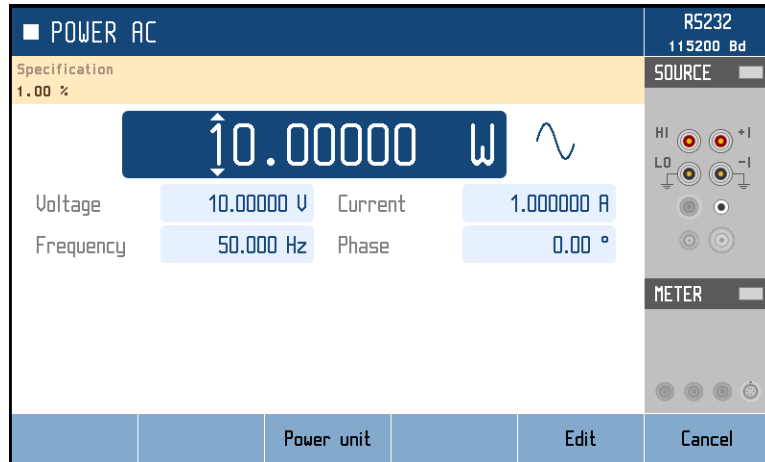 POWER AC
RS232
115200 Bd
Specification
1.00 %
SOURCE
10.00000 W
HI +I
LO -I
Voltage 10.00000 V Current 1.000000 A
Frequency 50.000 Hz Phase 0.00 °
METER
Power unit Edit Cancel